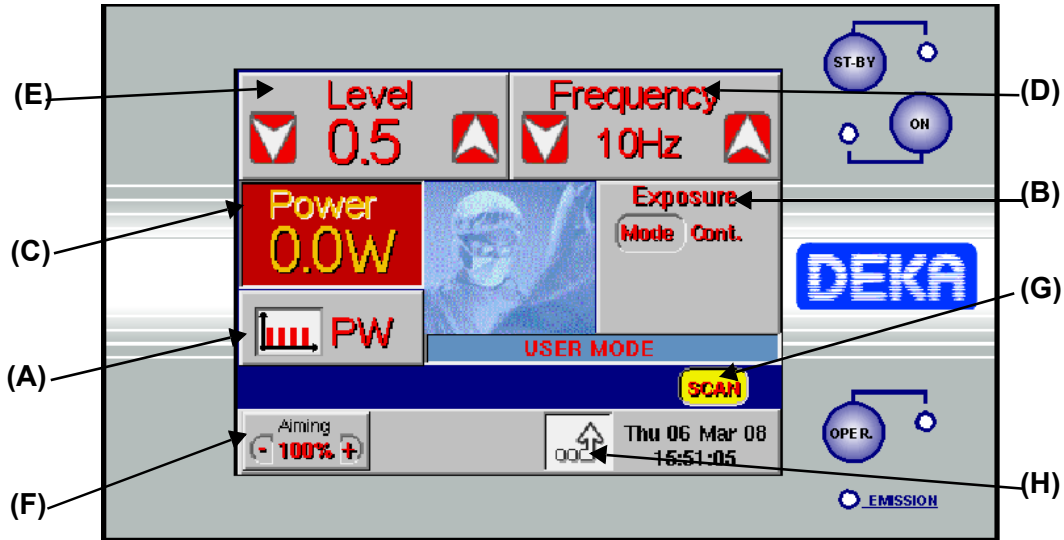 (E)
Level
0.5
Frequency
10Hz
(D)
ST-BY
ON
(C)
Power
0.0W
Exposure
Mode Cont.
(B)
DEKA
(G)
(A)
PW
USER MODE
SCAN
(F)
Aiming
- 100% +
Thu 06 Mar 08
15:51:05
(H)
OPER.
EMISSION